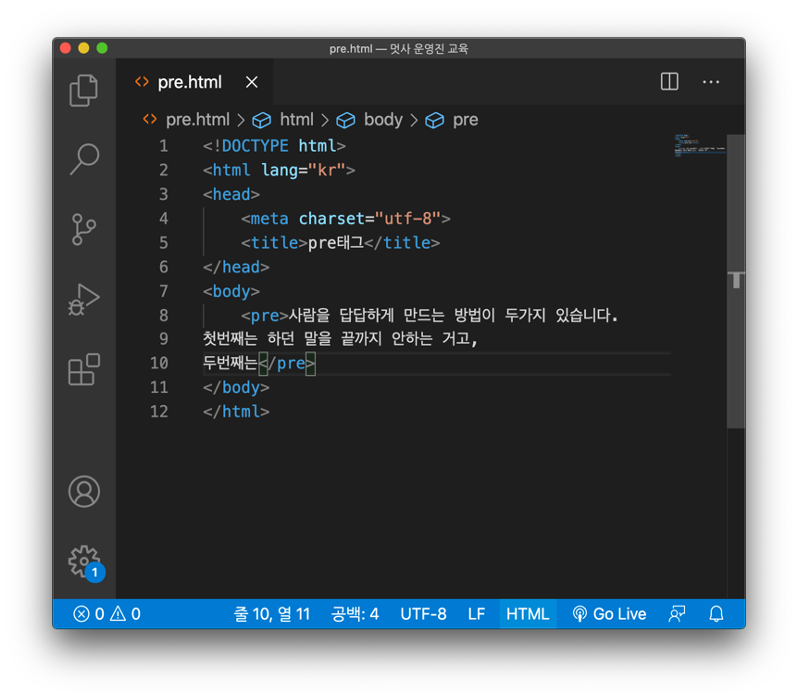 pre.html — 멋사 운영진 교육
pre.html
pre.html > html > body > pre
1 <!DOCTYPE html>
2 <html lang="kr">
3 <head>
4 <meta charset="utf-8">
5 <title>pre태그</title>
6 </head>
7 <body>
8 <pre>사람을 답답하게 만드는 방법이 두가지 있습니다.
9 첫번째는 하던 말을 끝까지 안하는 거고,
10 두번째는</pre>
11 </body>
12 </html>
1
0 0 줄 10, 열 11 공백: 4 UTF-8 LF HTML Go Live